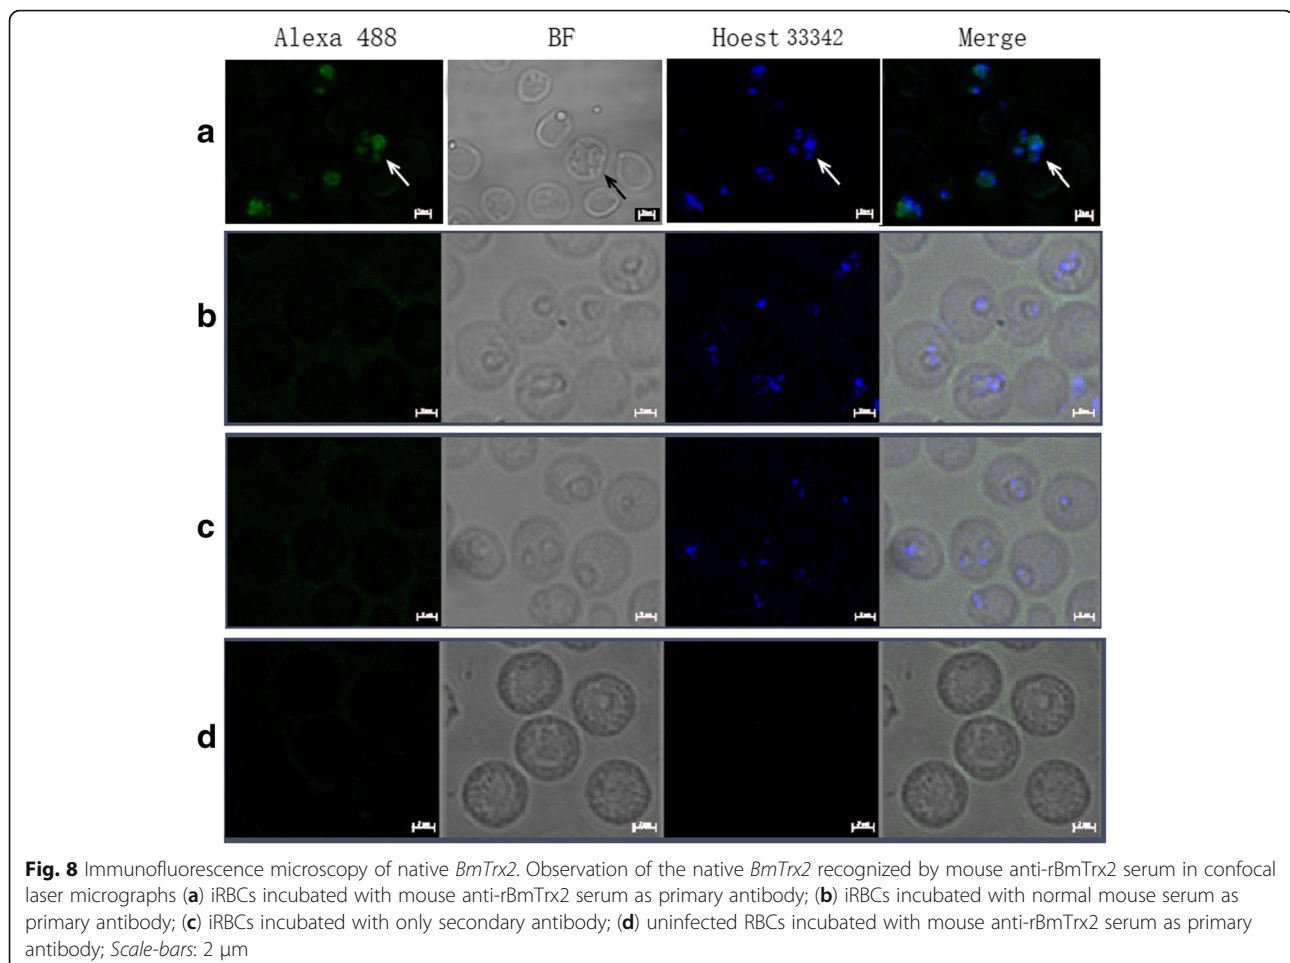 Alexa 488 BF Hoest 33342 Merge
a
b
c
d
Fig. 8 Immunofluorescence microscopy of native BmTrx2. Observation of the native BmTrx2 recognized by mouse anti-rBmTrx2 serum in confocal
laser micrographs (a) iRBCs incubated with mouse anti-rBmTrx2 serum as primary antibody; (b) iRBCs incubated with normal mouse serum as
primary antibody; (c) iRBCs incubated with only secondary antibody; (d) uninfected RBCs incubated with mouse anti-rBmTrx2 serum as primary
antibody; Scale-bars: 2 μm